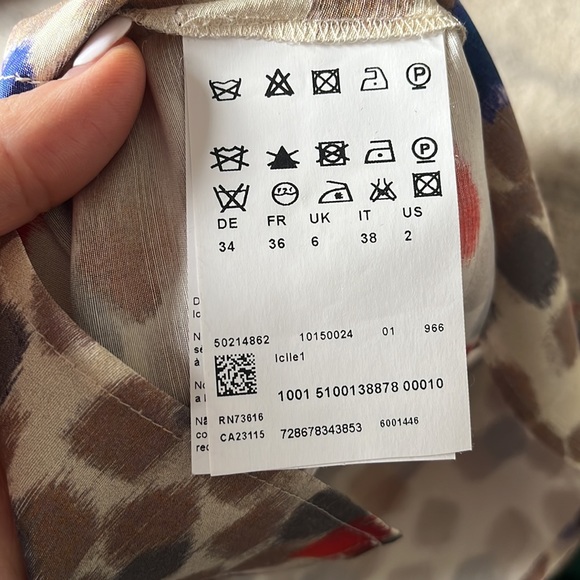 P
P
DE FR UK IT US
34 36 6 38 2
50214862 10150024 01 966
1001 5100138878 00010
RN73616
CA23115 728678343853 6001446